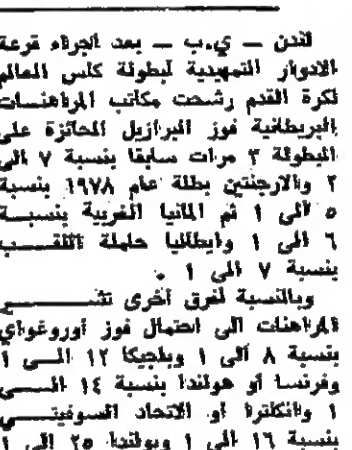 لندن — ي.ب — بعد اجراء قرعة
الادوار التمهيدية لبطولة كأس العالم
لكرة القدم رشحت مكاتب المراهنات
البريطانية فوز البرازيل الحائزة على
البطولة ٣ مرات سابقا بنسبة ٧ الى
٢ والارجنتين بطلة عام ١٩٧٨ بنسبة
٥ الى ١ ثم المانيا الغربية بنسبة
٦ الى ١ وايطاليا حاملة اللقب
بنسبة ٧ الى ١ .
وبالنسبة لفرق أخرى تشير
المراهنات الى احتمال فوز أوروغواي
بنسبة ٨ الى ١ وبلجيكا ١٢ الى ١
وفرنسا أو هولندا بنسبة ١٤ الى
١ وانكلترا او الاتحاد السوفيتي
بنسبة ١٦ الى ١ وبولندا ٢٥ الى ١